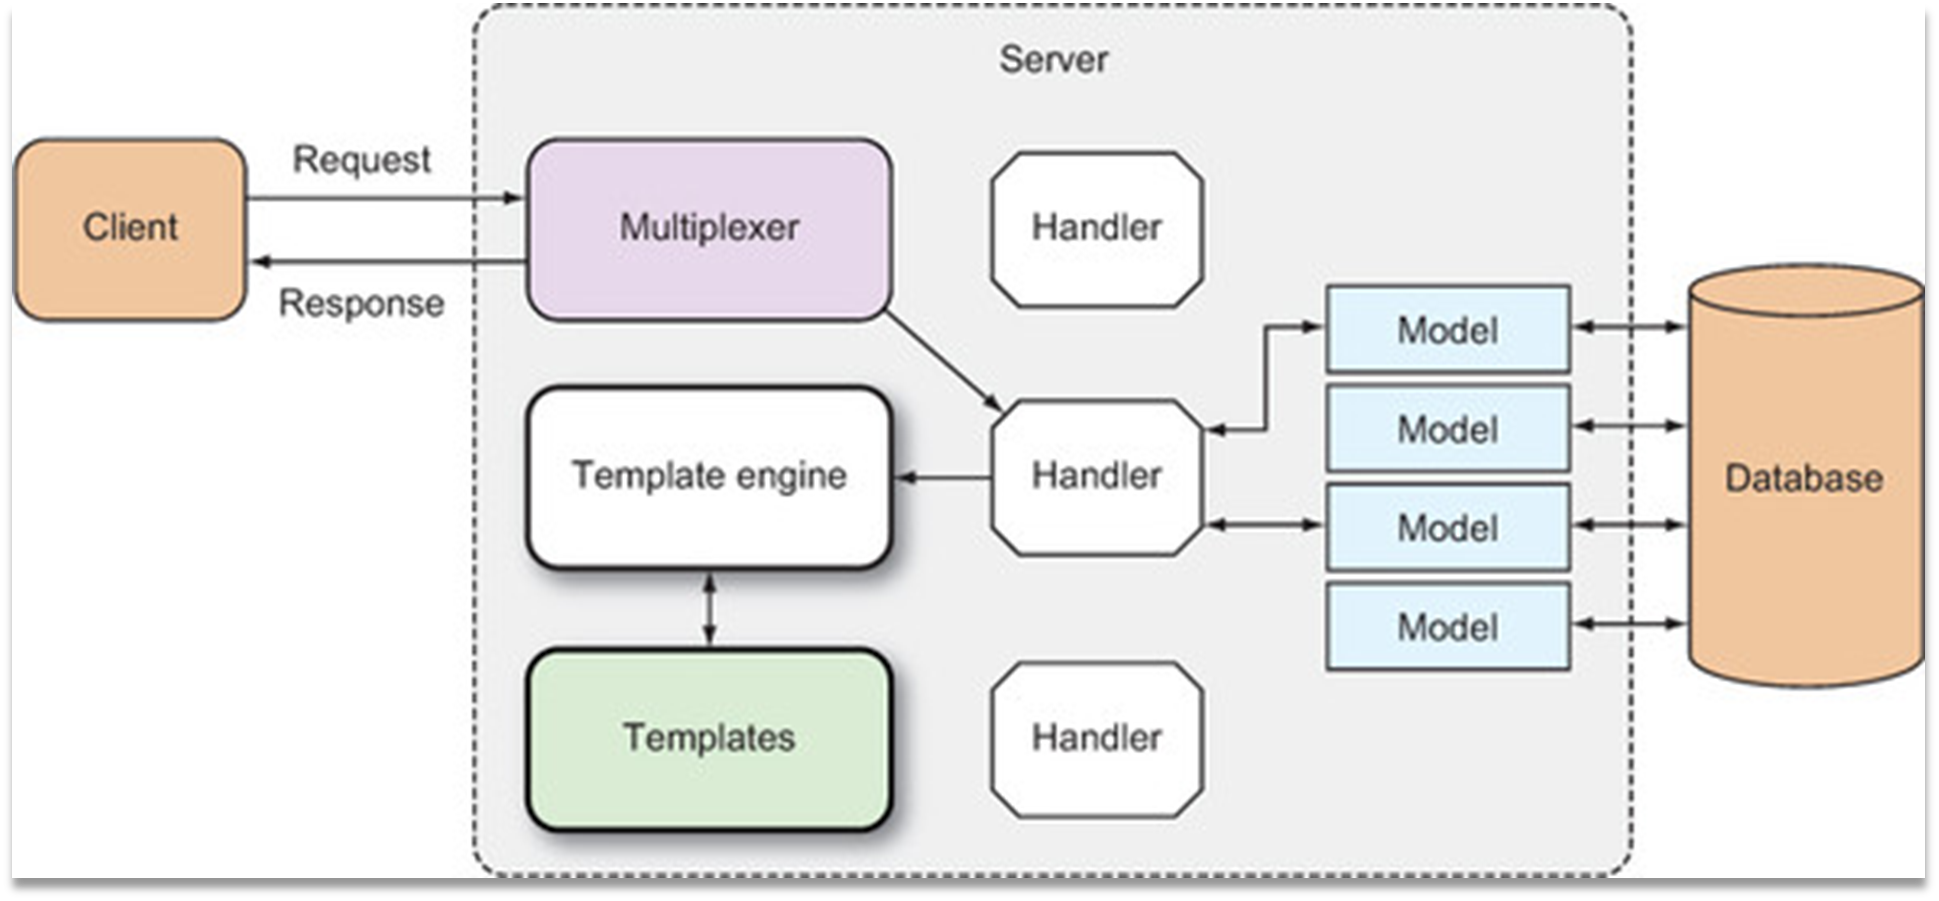 Server
Client
Request
Response
Multiplexer
Handler
Template engine
Handler
Templates
Handler
Model
Model
Model
Model
Database